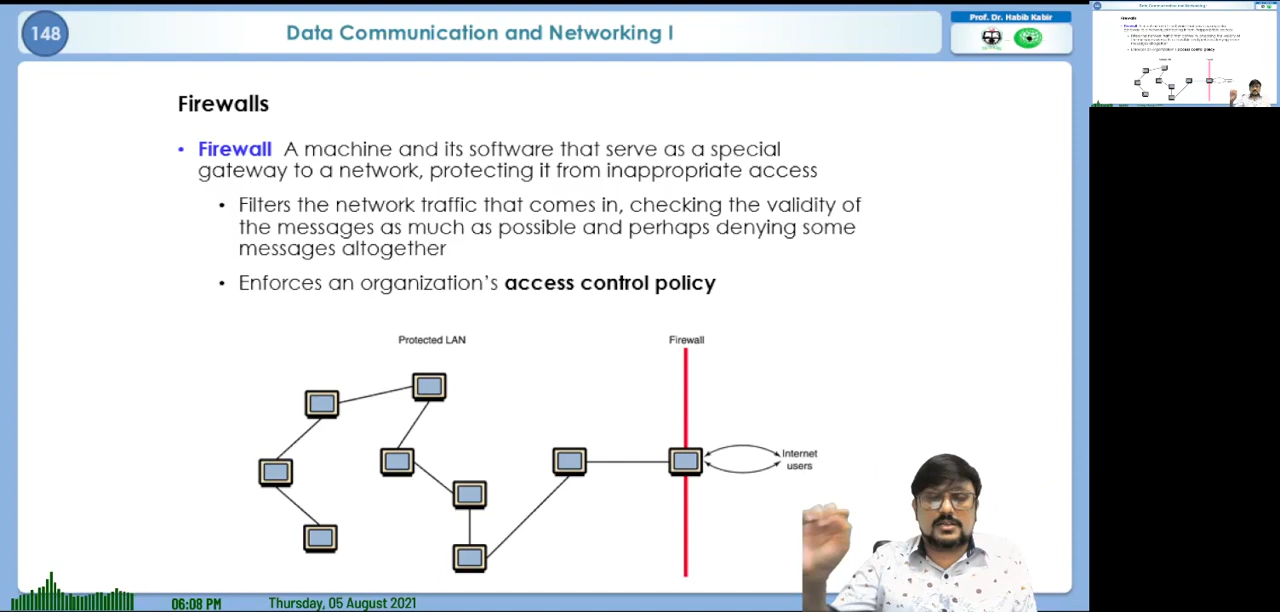 148
Data Communication and Networking I
Prof. Dr. Habib Kabir
Firewalls
• Firewall A machine and its software that serve as a special
gateway to a network, protecting it from inappropriate access
• Filters the network traffic that comes in, checking the validity of
the messages as much as possible and perhaps denying some
messages altogether
• Enforces an organization’s access control policy
Protected LAN
Firewall
Internet
users
06:08 PM
Thursday, 05 August 2021